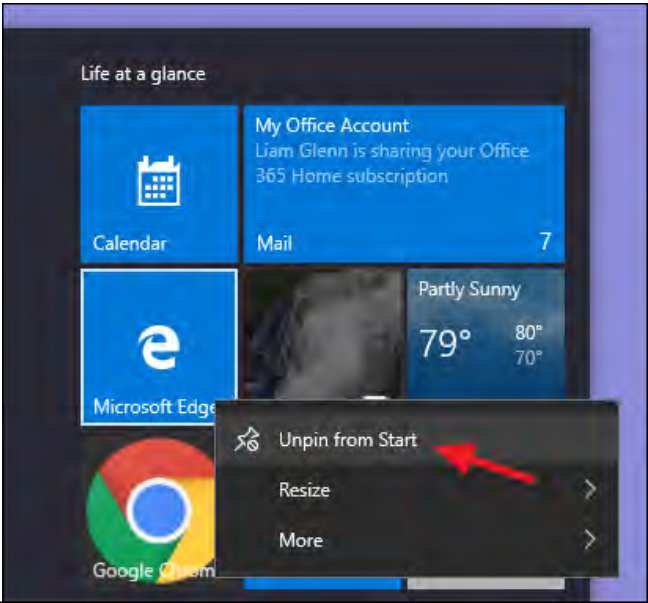 Life at a glance
My Office Account
Liam Glenn is sharing your Office
365 Home subscription
Calendar
Mail
7
Partly Sunny
79°
80°
70°
Microsoft Edge
Unpin from Start
Resize
More
Google Chrom